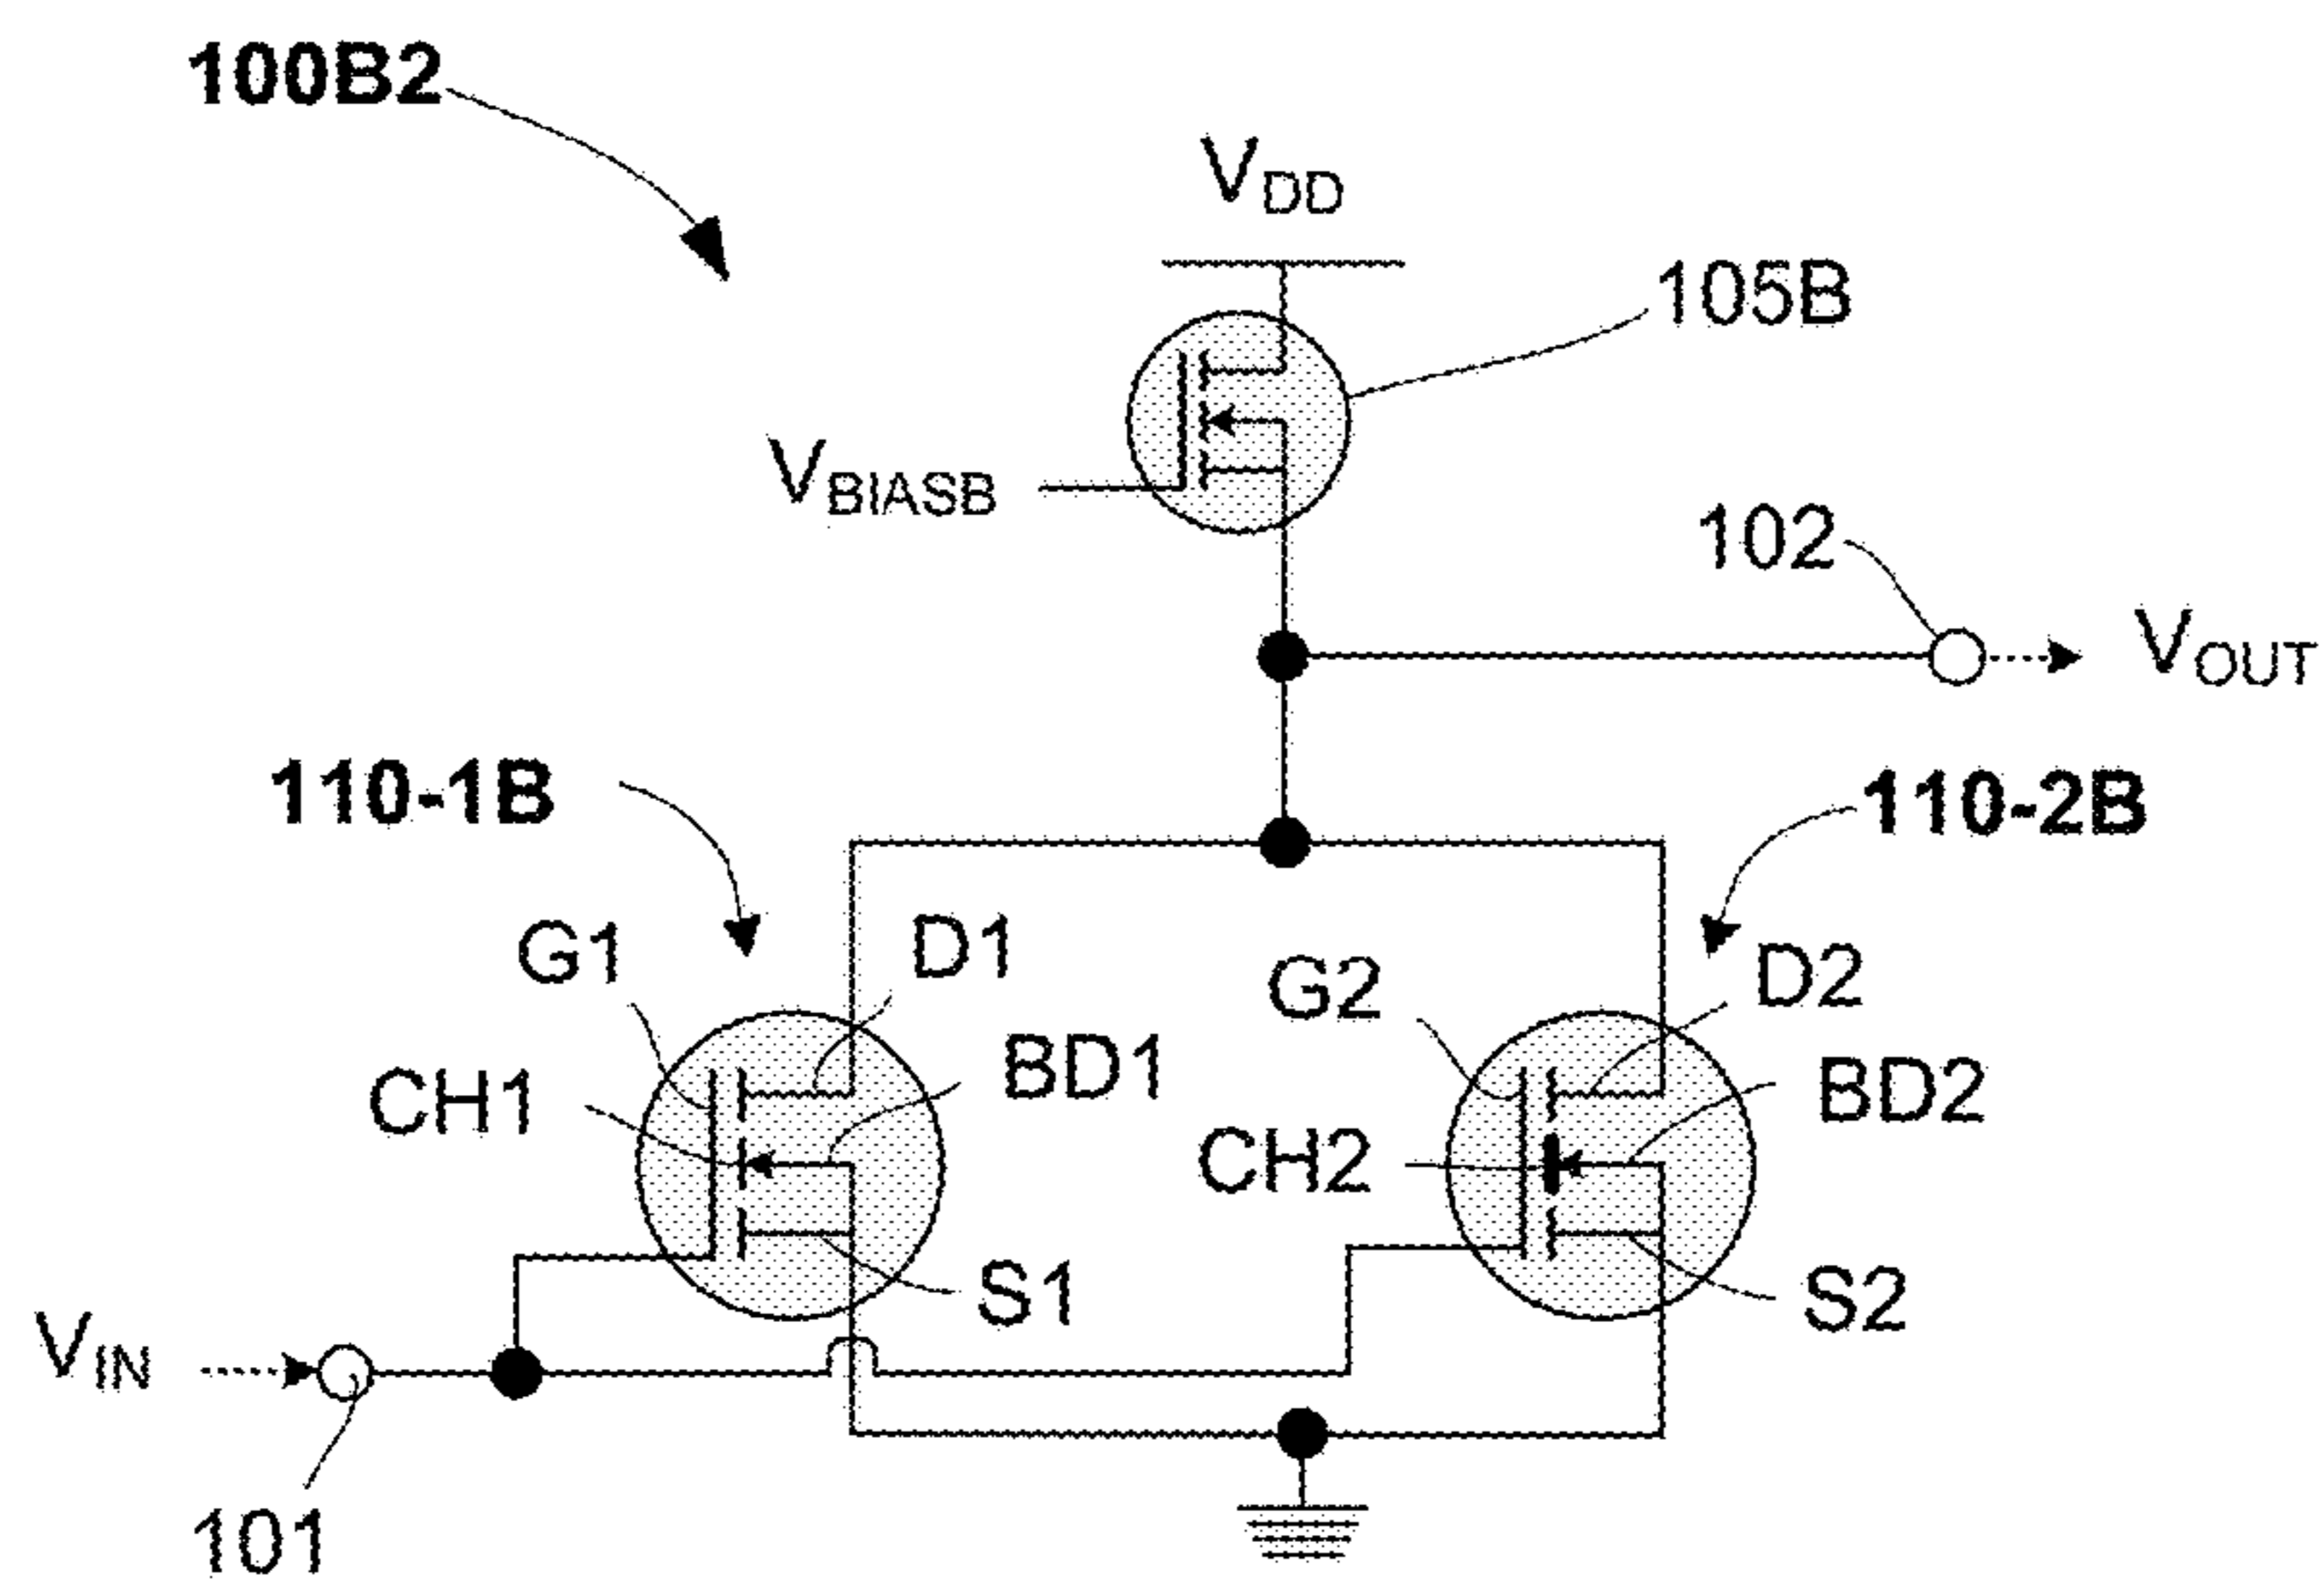 100B2
VDD
105B
VBIASB
102
VOUT
110-1B
110-2B
G1
D1
G2
D2
CH1
BD1
CH2
BD2
S1
S2
VIN
101